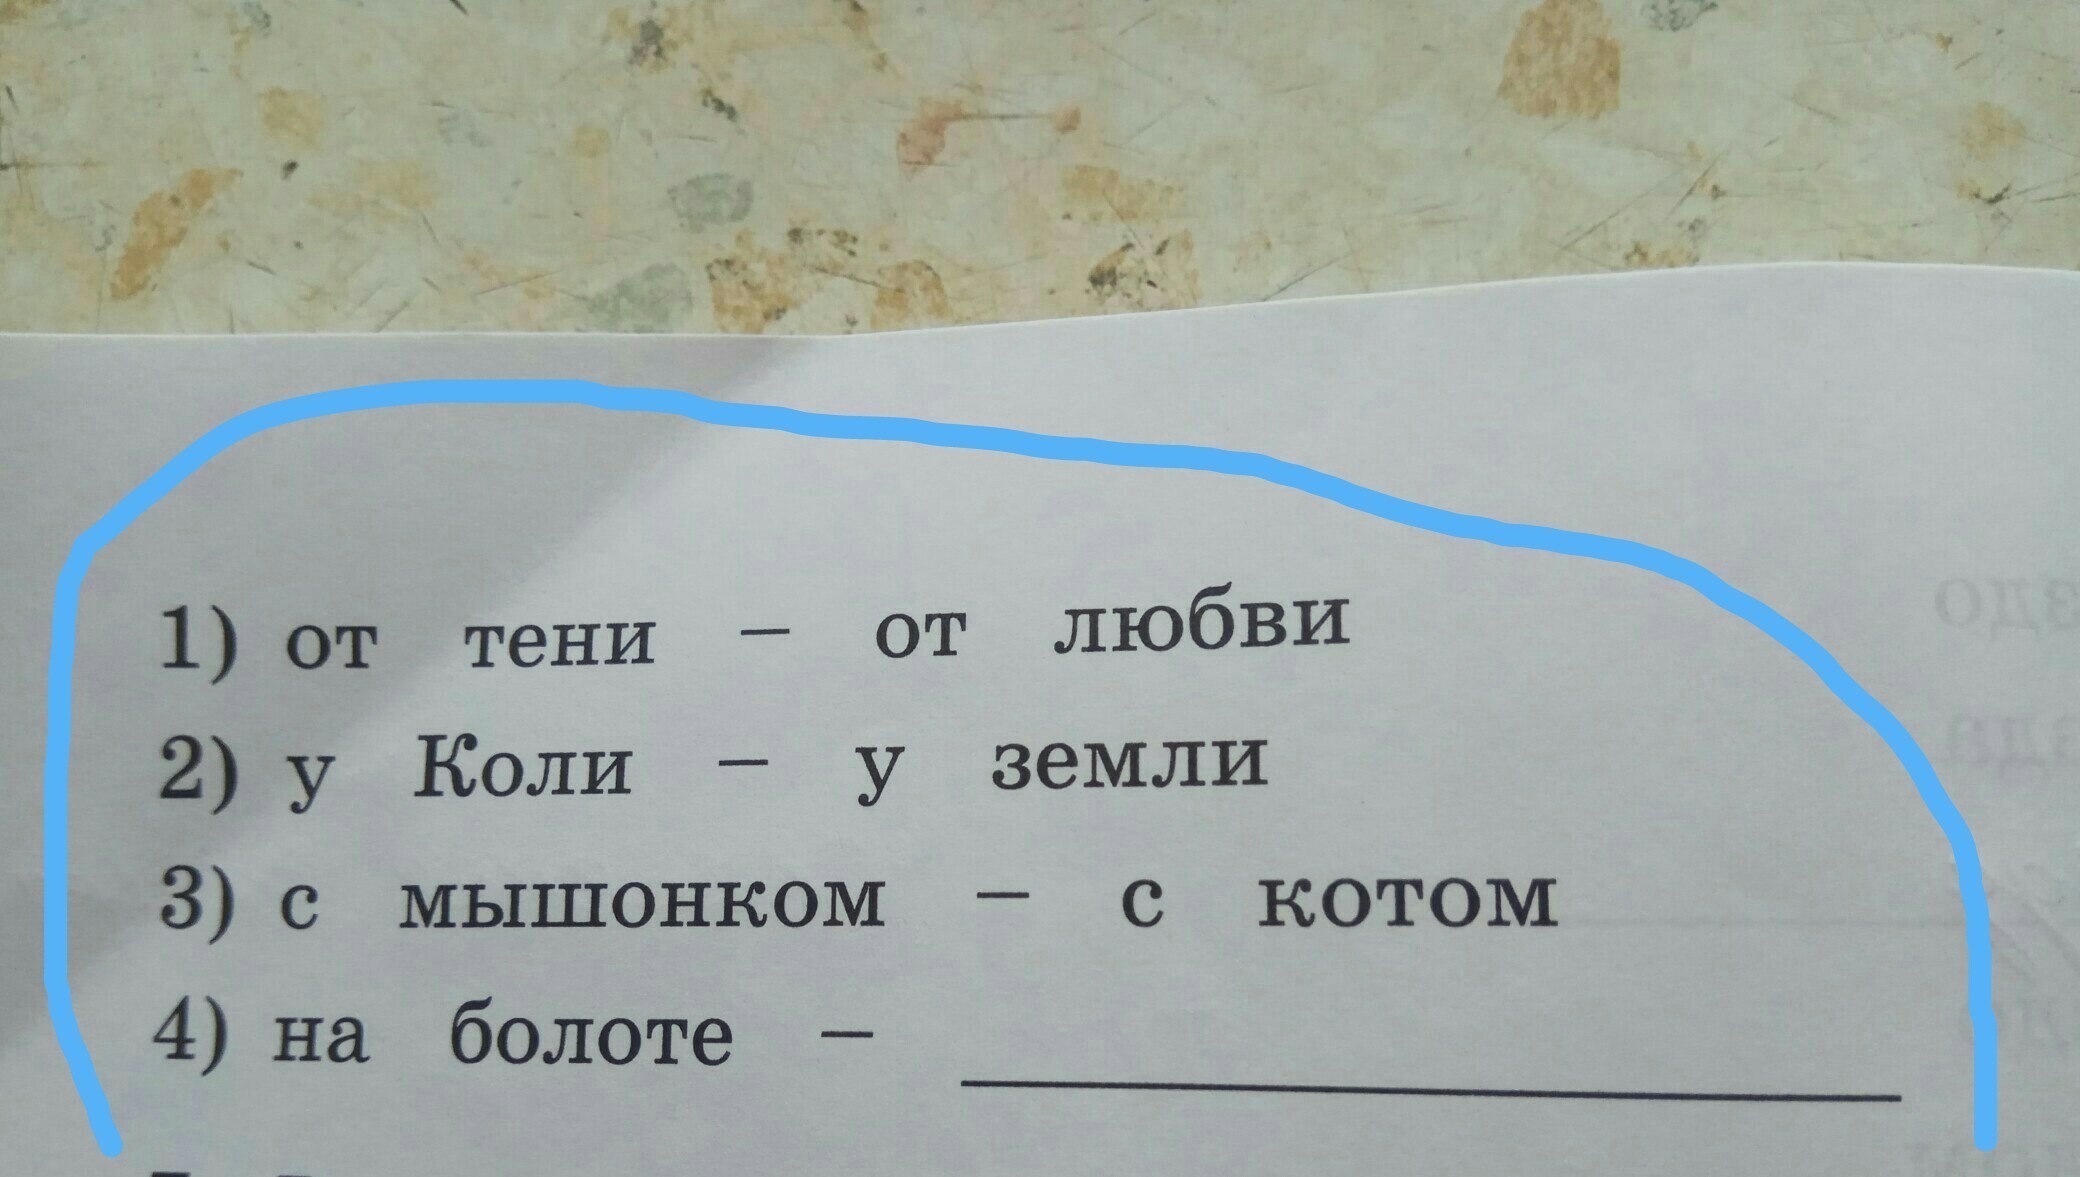 1) от тени – от любви
2) у Коли – у земли
3) с мышонком – с котом
4) на болоте –